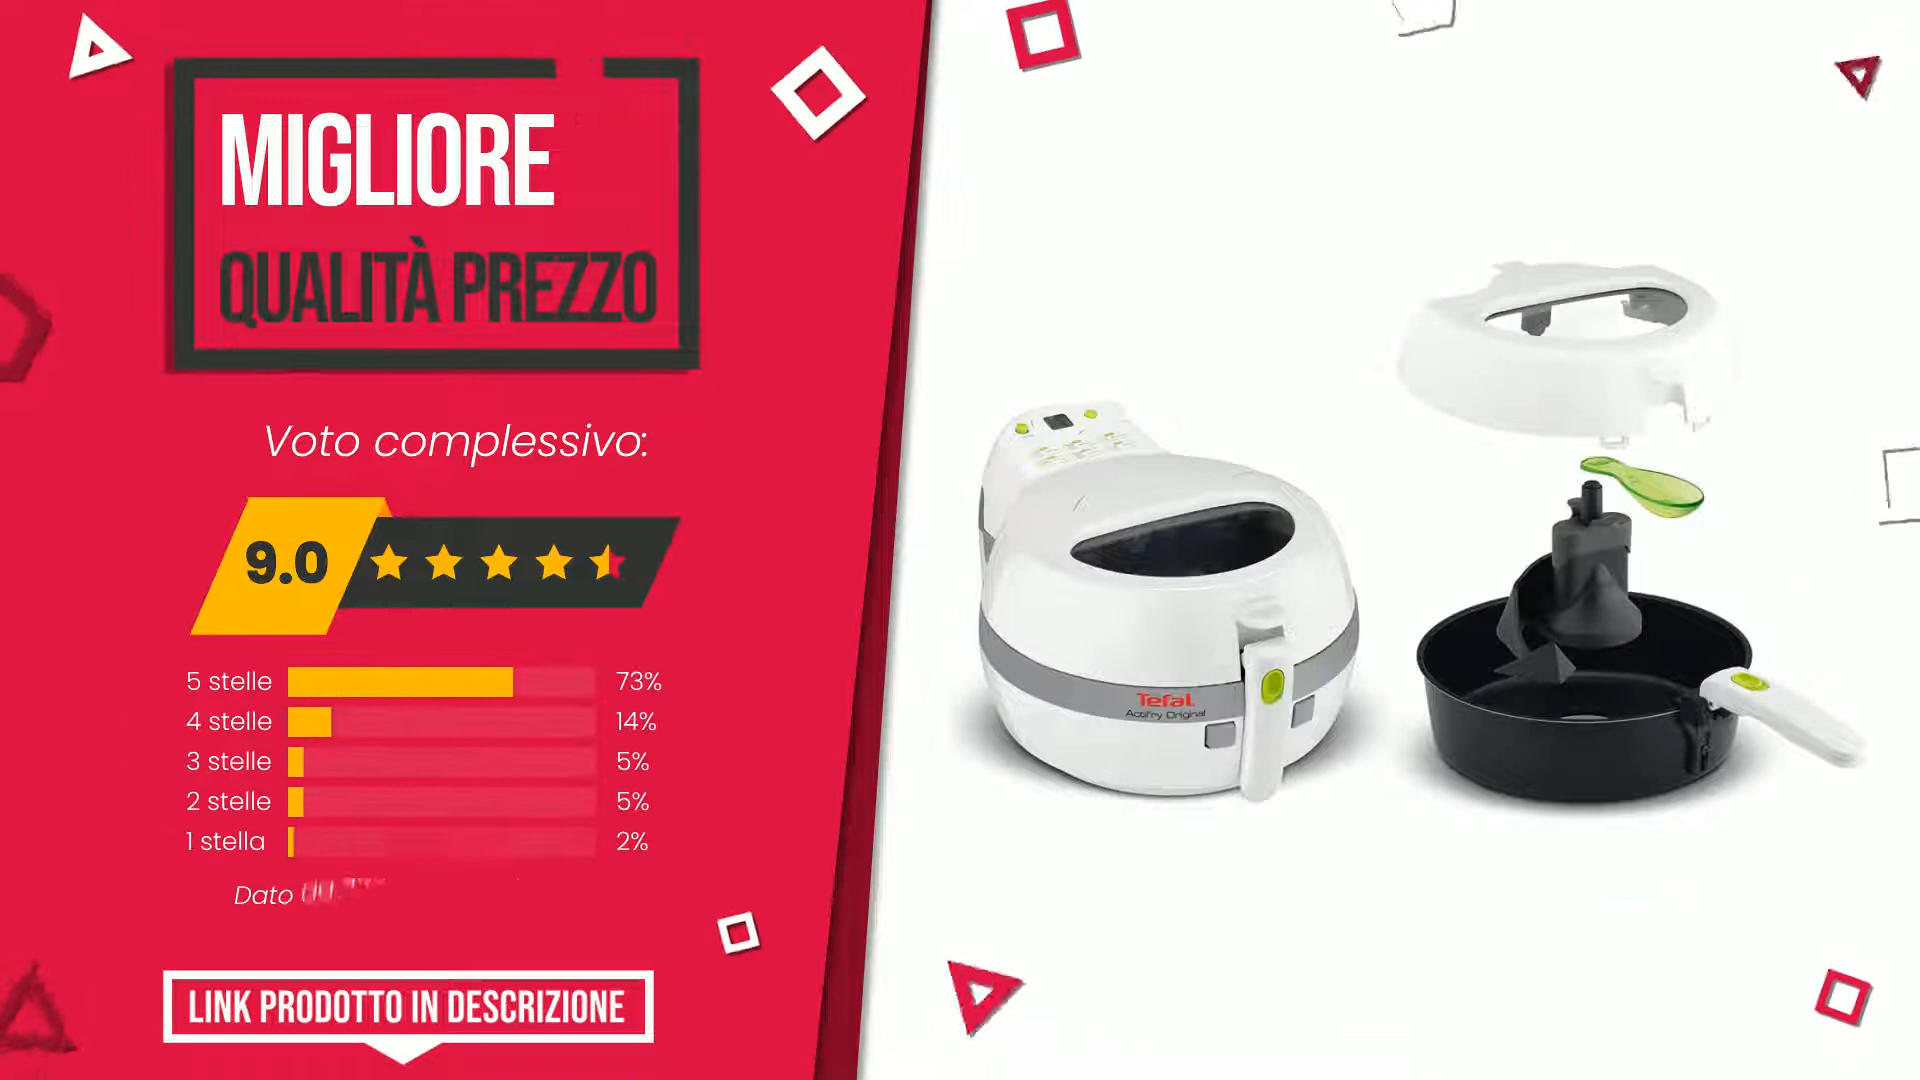 MIGLIORE
QUALITÀ PREZZO
Voto complessivo:
9.0
5 stelle 73%
4 stelle 14%
3 stelle 5%
2 stelle 5%
1 stella 2%
Dato
LINK PRODOTTO IN DESCRIZIONE
Tefal
Actifry Original